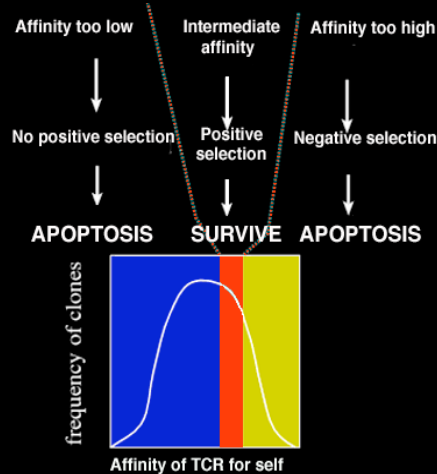 Affinity too low
Intermediate
affinity
Affinity too high
No positive selection
Positive
selection
Negative selection
APOPTOSIS
SURVIVE
APOPTOSIS
frequency of clones
Affinity of TCR for self